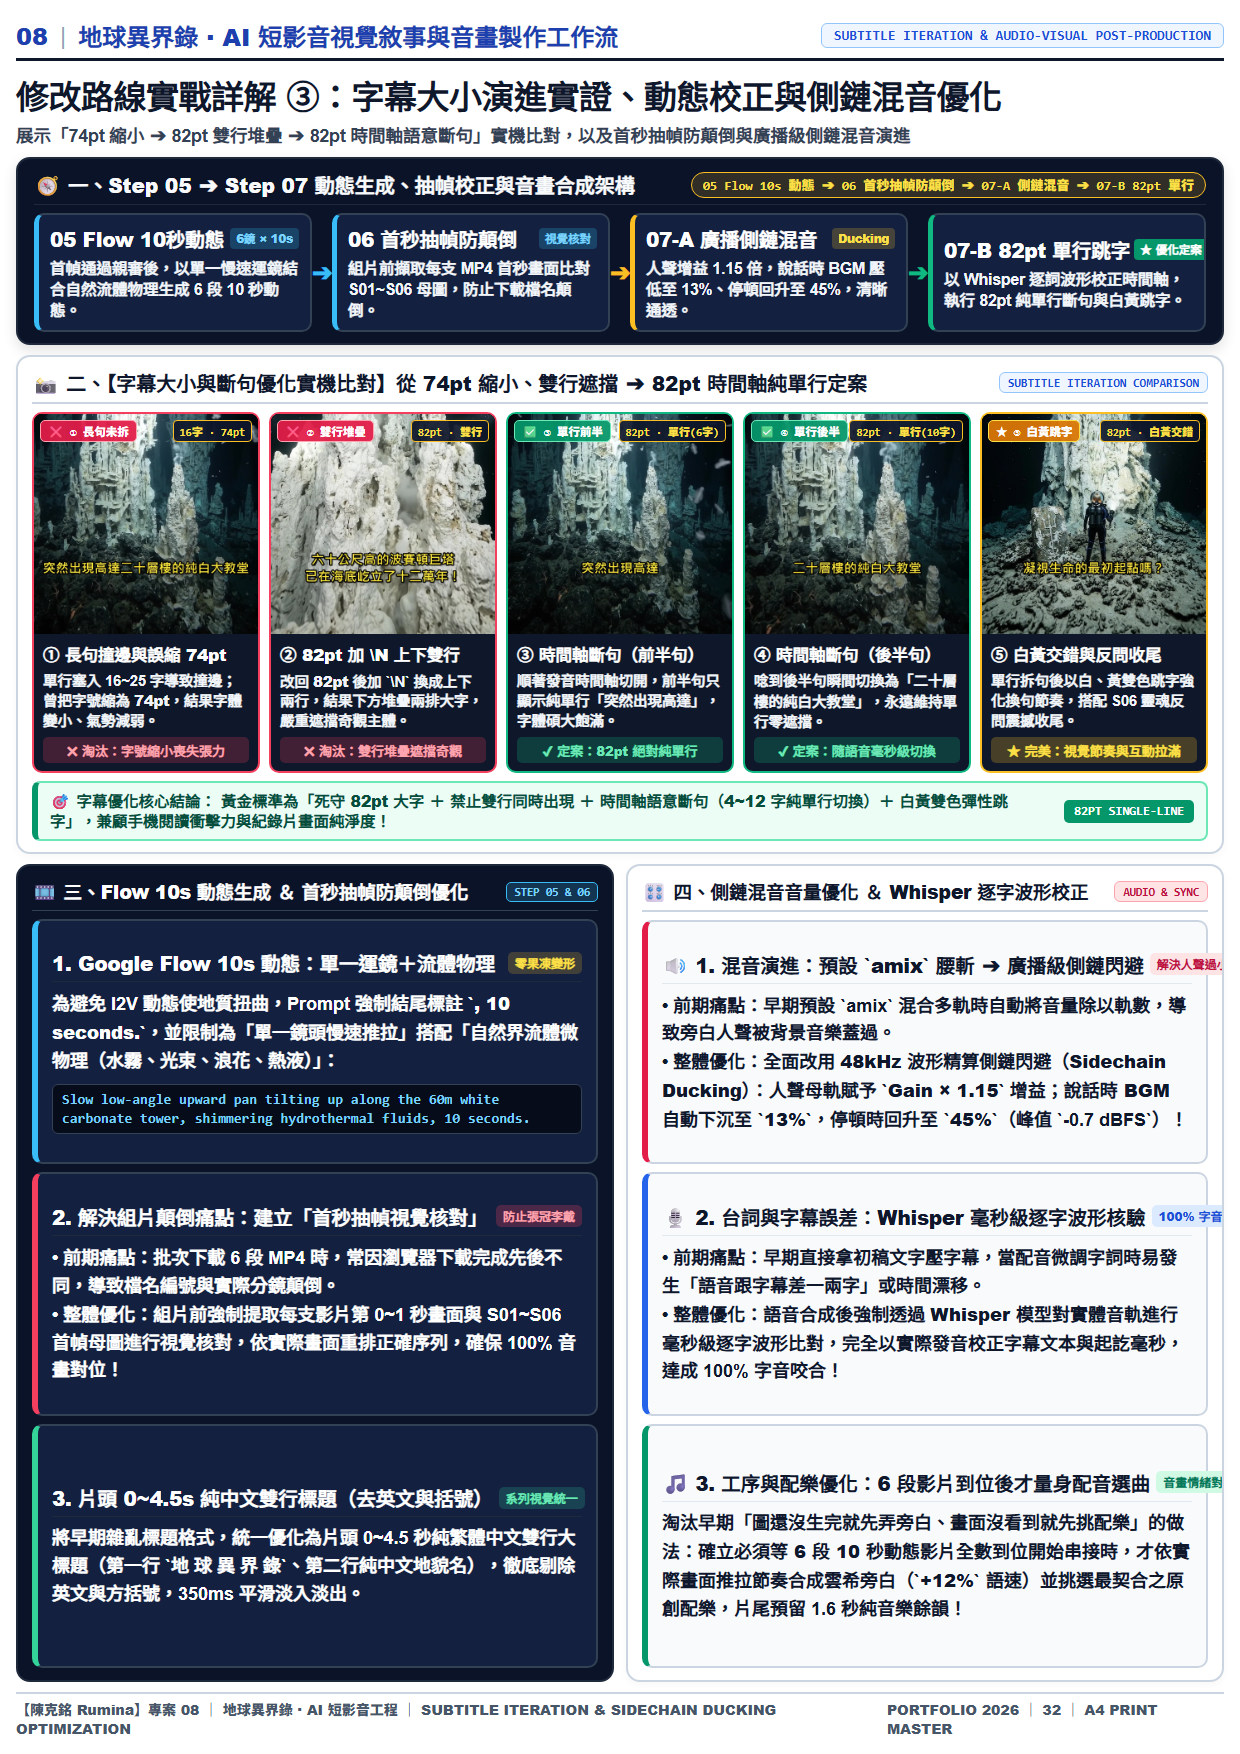 08 | 地球異界錄・AI 短影音視覺敘事與音畫製作工作流
SUBTITLE ITERATION & AUDIO-VISUAL POST-PRODUCTION
修改路線實戰詳解 ③：字幕大小演進實證、動態校正與側鏈混音優化
展示「74pt 縮小 ➔ 82pt 雙行堆疊 ➔ 82pt 時間軸語意斷句」實機比對，以及首秒抽幀防顛倒與廣播級側鏈混音演進
🧭 一、Step 05 ➔ Step 07 動態生成、抽幀校正與音畫合成架構
05 Flow 10s 動態 ➔ 06 首秒抽幀防顛倒 ➔ 07-A 側鏈混音 ➔ 07-B 82pt 單行
05 Flow 10秒動態
6鏡 × 10s
首幀通過親審後，以單一慢速運鏡結
合自然流體物理生成 6 段 10 秒動
態。
➔
06 首秒抽幀防顛倒
視覺核對
組片前擷取每支 MP4 首秒畫面比對
S01~S06 母圖，防止下載檔名顛
倒。
➔
07-A 廣播側鏈混音
Ducking
人聲增益 1.15 倍，說話時 BGM 壓
低至 13%、停頓回升至 45%，清晰
通透。
➔
07-B 82pt 單行跳字
★ 優化定案
以 Whisper 逐詞波形校正時間軸，
執行 82pt 純單行斷句與白黃跳字。
📷 二、【字幕大小與斷句優化實機比對】從 74pt 縮小、雙行遮擋 ➔ 82pt 時間軸純單行定案
SUBTITLE ITERATION COMPARISON
❌ ① 長句未拆
16字 · 74pt
突然出現高達二十層樓的純白大教堂
① 長句撞邊與誤縮 74pt
單行塞入 16~25 字導致撞邊；
曾把字號縮為 74pt，結果字體
變小、氣勢減弱。
✕ 淘汰：字號縮小喪失張力
❌ ② 雙行堆疊
82pt · 雙行
六十公尺高的波賽頓巨塔
已在海底屹立了十二萬年！
② 82pt 加 \N 上下雙行
改回 82pt 後加 `\N` 換成上下
兩行，結果下方堆疊兩排大字，
嚴重遮擋奇觀主體。
✕ 淘汰：雙行堆疊遮擋奇觀
✅ ③ 單行前半
82pt · 單行(6字)
突然出現高達
③ 時間軸斷句（前半句）
順著發音時間軸切開，前半句只
顯示純單行「突然出現高達」，
字體碩大飽滿。
✓ 定案：82pt 絕對純單行
✅ ④ 單行後半
82pt · 單行(10字)
二十層樓的純白大教堂
④ 時間軸斷句（後半句）
唸到後半句瞬間切換為「二十層
樓的純白大教堂」，永遠維持單
行零遮擋。
✓ 定案：隨語音毫秒級切換
★ ⑤ 白黃跳字
82pt · 白黃交錯
凝視生命的最初起點嗎？
⑤ 白黃交錯與反問收尾
單行拆句後以白、黃雙色跳字強
化換句節奏，搭配 S06 靈魂反
問震撼收尾。
★ 完美：視覺節奏與互動拉滿
🎯 字幕優化核心結論： 黃金標準為「死守 82pt 大字 ＋ 禁止雙行同時出現 ＋ 時間軸語意斷句（4~12 字純單行切換）＋ 白黃雙色彈性跳
字」，兼顧手機閱讀衝擊力與紀錄片畫面純淨度！
82PT SINGLE-LINE
🎞️ 三、Flow 10s 動態生成 & 首秒抽幀防顛倒優化
STEP 05 & 06
1. Google Flow 10s 動態：單一運鏡＋流體物理
零果凍變形
為避免 I2V 動態使地質扭曲，Prompt 強制結尾標註 `, 10
seconds.`，並限制為「單一鏡頭慢速推拉」搭配「自然界流體微
物理（水霧、光束、浪花、熱液）」：
Slow low-angle upward pan tilting up along the 60m white
carbonate tower, shimmering hydrothermal fluids, 10 seconds.
2. 解決組片顛倒痛點：建立「首秒抽幀視覺核對」
防止張冠李戴
• 前期痛點：批次下載 6 段 MP4 時，常因瀏覽器下載完成先後不
同，導致檔名編號與實際分鏡顛倒。
• 整體優化：組片前強制提取每支影片第 0~1 秒畫面與 S01~S06
首幀母圖進行視覺核對，依實際畫面重排正確序列，確保 100% 音
畫對位！
3. 片頭 0~4.5s 純中文雙行標題（去英文與括號）
系列視覺統一
將早期雜亂標題格式，統一優化為片頭 0~4.5 秒純繁體中文雙行大
標題（第一行 `地 球 異 界 錄`、第二行純中文地貌名），徹底剔除
英文與方括號，350ms 平滑淡入淡出。
🎛️ 四、側鏈混音音量優化 & Whisper 逐字波形校正
AUDIO & SYNC
🔊 1. 混音演進：預設 `amix` 腰斬 ➔ 廣播級側鏈閃避
解決人聲過
• 前期痛點：早期預設 `amix` 混合多軌時自動將音量除以軌數，導
致旁白人聲被背景音樂蓋過。
• 整體優化：全面改用 48kHz 波形精算側鏈閃避（Sidechain
Ducking）：人聲母軌賦予 `Gain × 1.15` 增益；說話時 BGM
自動下沉至 `13%`，停頓時回升至 `45%`（峰值 `-0.7 dBFS`）！
🎙️ 2. 台詞與字幕誤差：Whisper 毫秒級逐字波形核驗
100% 字音
• 前期痛點：早期直接拿初稿文字壓字幕，當配音微調字詞時易發
生「語音跟字幕差一兩字」或時間漂移。
• 整體優化：語音合成後強制透過 Whisper 模型對實體音軌進行
毫秒級逐字波形比對，完全以實際發音校正字幕文本與起訖毫秒，
達成 100% 字音咬合！
🎵 3. 工序與配樂優化：6 段影片到位後才量身配音選曲
音畫情緒對
淘汰早期「圖還沒生完就先弄旁白、畫面沒看到就先挑配樂」的做
法：確立必須等 6 段 10 秒動態影片全數到位開始串接時，才依實
際畫面推拉節奏合成雲希旁白（`+12%` 語速）並挑選最契合之原
創配樂，片尾預留 1.6 秒純音樂餘韻！
【陳克銘 Rumina】專案 08 | 地球異界錄・AI 短影音工程 | SUBTITLE ITERATION & SIDECHAIN DUCKING
OPTIMIZATION
PORTFOLIO 2026 | 32 | A4 PRINT
MASTER